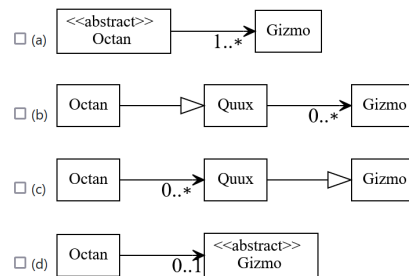 <<abstract>>
(a) Octan 1..* Gizmo
(b) Octan Quux 0..* Gizmo
(c) Octan 0..* Quux Gizmo
<<abstract>>
(d) Octan 0..1 Gizmo